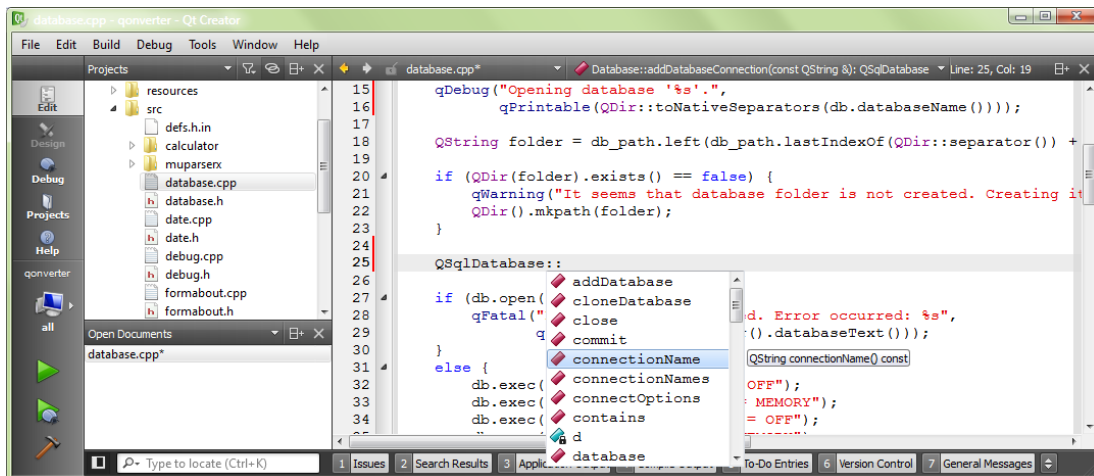 database.cpp - qonverter - Qt Creator
File Edit Build Debug Tools Window Help
Projects
database.cpp*
Database::addDatabaseConnection(const QString &): QSqlDatabase
Line: 25, Col: 19
Edit
Design
Debug
Projects
Help
qonverter
all
resources
src
defs.h.in
calculator
muparserx
database.cpp
database.h
date.cpp
date.h
debug.cpp
debug.h
formabout.cpp
formabout.h
Open Documents
database.cpp*
15 qDebug("Opening database '%s'.",
16 qPrintable(QDir::toNativeSeparators(db.databaseName())));
17
18 QString folder = db_path.left(db_path.lastIndexOf(QDir::separator()) +
19
20 if (QDir(folder).exists() == false) {
21 qWarning("It seems that database folder is not created. Creating it
22 QDir().mkpath(folder);
23 }
24
25 QSqlDatabase::
26
27 if (db.open(
28 qFatal(" d. Error occurred: %s",
29 q ().databaseText()));
30 }
31 else {
32 db.exec( OFF");
33 db.exec( = MEMORY");
34 db.exec( = OFF");
addDatabase
cloneDatabase
close
commit
connectionName
connectionNames
connectOptions
contains
d
database
QString connectionName() const
Type to locate (Ctrl+K)
1 Issues 2 Search Results 3 Application Output To-Do Entries 6 Version Control 7 General Messages